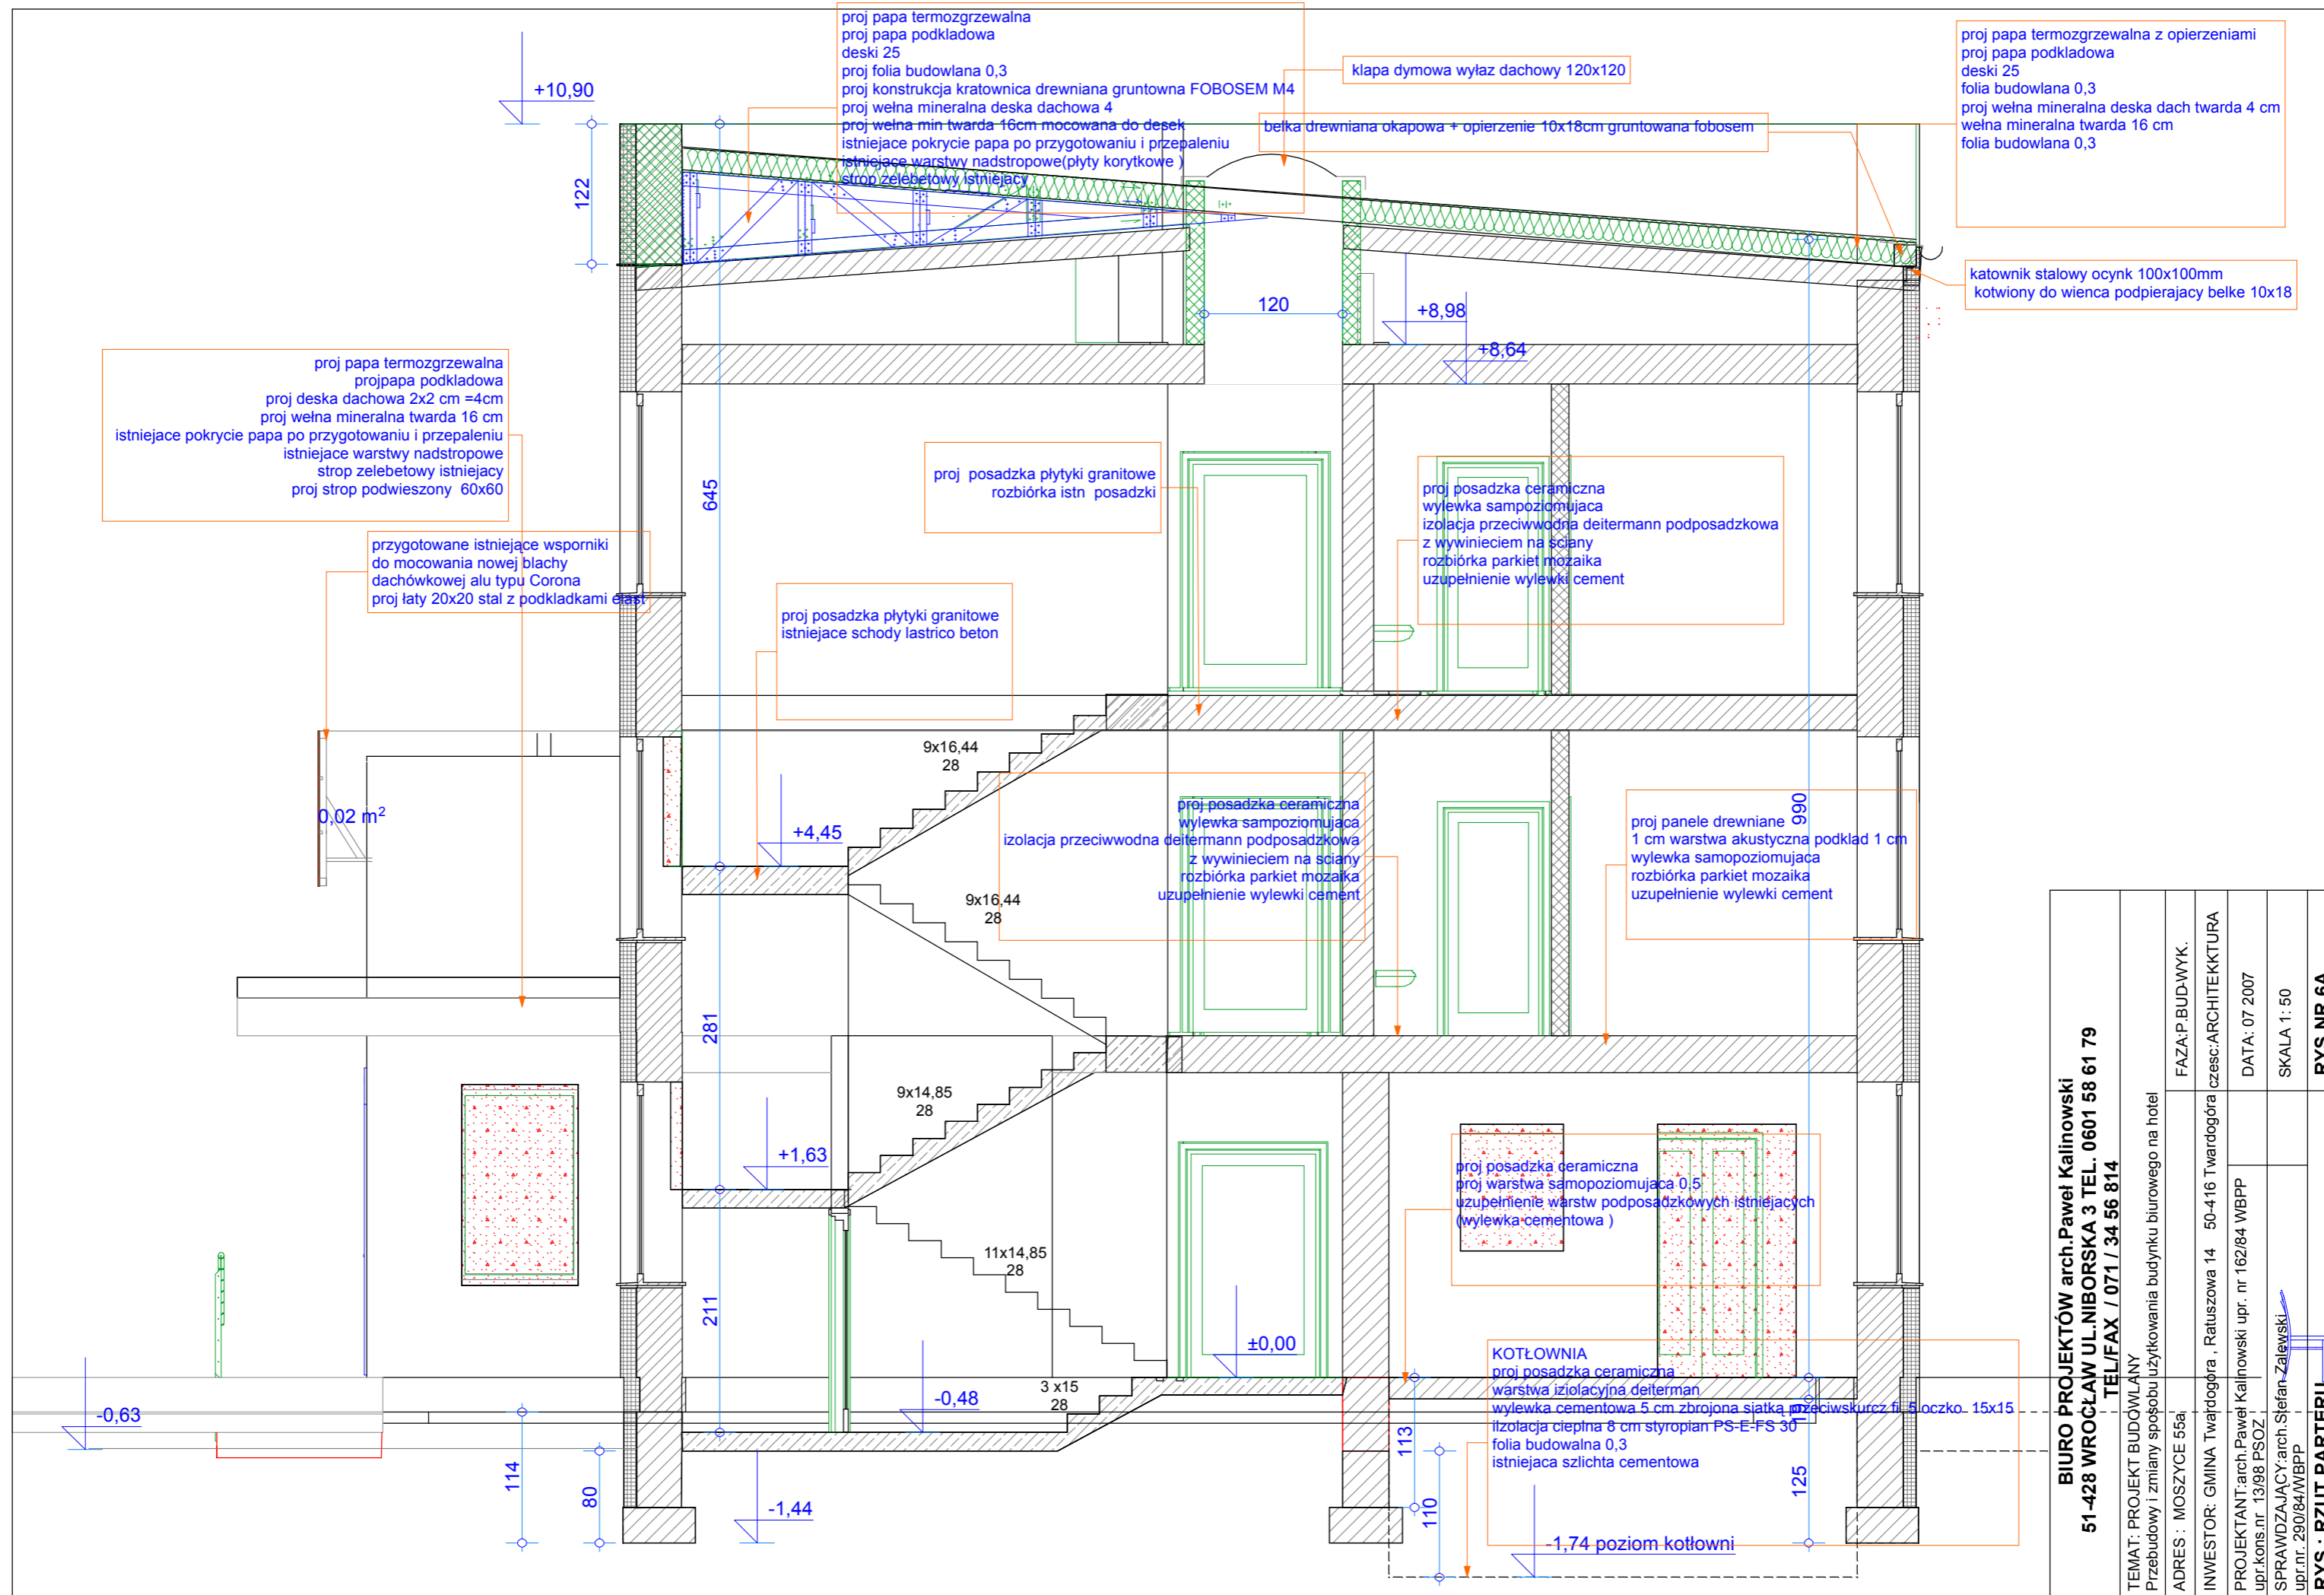 proj papa termozgrzewalna
proj papa podkladowa
deski 25
proj folia budowlana 0,3
proj konstrukcja kratownica drewniana gruntowna FOBOSEM M4
proj wełna mineralna deska dachowa 4
proj wełna min twarda 16cm mocowana do desek
istniejace pokrycie papa po przygotowaniu i przepaleniu
istniejace warstwy nadstropowe(płyty korytkowe )
strop zelebetowy istniejacy
klapa dymowa wyłaz dachowy 120x120
belka drewniana okapowa + opierzenie 10x18cm gruntowana fobosem
proj papa termozgrzewalna z opierzeniami
proj papa podkladowa
deski 25
folia budowlana 0,3
proj wełna mineralna deska dach twarda 4 cm
wełna mineralna twarda 16 cm
folia budowlana 0,3
katownik stalowy ocynk 100x100mm
kotwiony do wienca podpierajacy belke 10x18
+10,90
122
120
+8,98
+8,64
645
proj papa termozgrzewalna
projpapa podkladowa
proj deska dachowa 2x2 cm =4cm
proj wełna mineralna twarda 16 cm
istniejace pokrycie papa po przygotowaniu i przepaleniu
istniejace warstwy nadstropowe
strop zelebetowy istniejacy
proj strop podwieszony 60x60
przygotowane istniejące wsporniki
do mocowania nowej blachy
dachówkowej alu typu Corona
proj łaty 20x20 stal z podkladkami elast
proj posadzka płytyki granitowe
rozbiórka istn posadzki
proj posadzka ceramiczna
wylewka sampoziomujaca
izolacja przeciwwodna deitermann podposadzkowa
z wywinieciem na sciany
rozbiórka parkiet mozaika
uzupełnienie wylewki cement
proj posadzka płytyki granitowe
istniejace schody lastrico beton
9x16,44
28
0,02 m²
+4,45
9x16,44
28
proj posadzka ceramiczna
wylewka sampoziomujaca
izolacja przeciwwodna deitermann podposadzkowa
z wywinieciem na sciany
rozbiórka parkiet mozaika
uzupełnienie wylewki cement
990
proj panele drewniane
1 cm warstwa akustyczna podklad 1 cm
wylewka samopoziomujaca
rozbiórka parkiet mozaika
uzupełnienie wylewki cement
281
9x14,85
28
+1,63
11x14,85
28
211
proj posadzka ceramiczna
proj warstwa samopoziomujaca 0,5
uzupełnienie warstw podposadzkowych istniejacych
(wylewka cementowa )
±0,00
3 x15
28
-0,48
-0,63
KOTŁOWNIA
proj posadzka ceramiczna
warstwa iziolacyjna deiterman
wylewka cementowa 5 cm zbrojona sjatką przeciwskurcz fi 5 oczko 15x15
iIzolacja cieplna 8 cm styropian PS-E-FS 30
folia budowalna 0,3
istniejaca szlichta cementowa
114
80
-1,44
113
110
125
-1,74 poziom kotłowni
BIURO PROJEKTÓW arch.Paweł Kalinowski
51-428 WROCŁAW UL.NIBORSKA 3 TEL. 0601 58 61 79
TEL/FAX / 071 / 34 56 814
TEMAT: PROJEKT BUDOWLANY
Przebudowy i zmiany sposobu użytkowania budynku biurowego na hotel
ADRES : MOSZYCE 55a
FAZA:P.BUD-WYK.
INWESTOR: GMINA Twardogóra , Ratuszowa 14 50-416 Twardogóra
czesc:ARCHITEKKTURA
PROJEKTANT:arch.Paweł Kalinowski upr. nr 162/84 WBPP
upr.kons.nr 13/98 PSOZ
DATA: 07 2007
SPRAWDZAJĄCY:arch.Stefan Zalewski
upr.nr. 290/84/WBPP
SKALA 1: 50
RYS.: RZUT PARTERU
RYS NR 6A